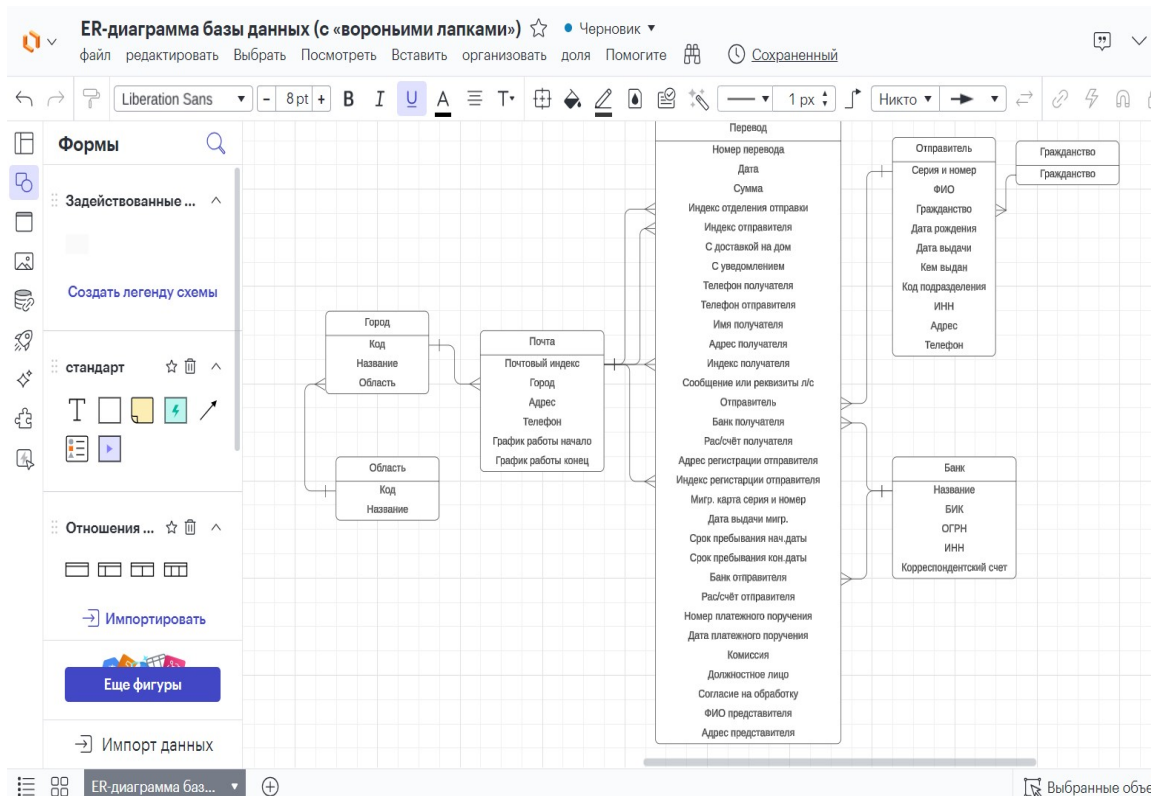 ER-диаграмма базы данных (с «вороньими лапками») Черновик
файл редактировать Выбрать Посмотреть Вставить организовать доля Помогите Сохраненный
Liberation Sans - 8 pt + B I U A T 1 px Никто
Формы
Задействованные ...
Создать легенду схемы
стандарт
T
Отношения ...
Импортировать
Еще фигуры
Импорт данных
Город
Код
Название
Область
Область
Код
Название
Почта
Почтовый индекс
Город
Адрес
Телефон
График работы начало
График работы конец
Перевод
Номер перевода
Дата
Сумма
Индекс отделения отправки
Индекс отправителя
С доставкой на дом
С уведомлением
Телефон получателя
Телефон отправителя
Имя получателя
Адрес получателя
Индекс получателя
Сообщение или реквизиты л/с
Отправитель
Банк получателя
Рас/счёт получателя
Адрес регистрации отправителя
Индекс регистарции отправителя
Мигр. карта серия и номер
Дата выдачи мигр.
Срок пребывания нач.даты
Срок пребывания кон.даты
Банк отправителя
Рас/счёт отправителя
Номер платежного поручения
Дата платежного поручения
Комиссия
Должностное лицо
Согласие на обработку
ФИО представителя
Адрес представителя
Отправитель
Серия и номер
ФИО
Гражданство
Дата рождения
Дата выдачи
Кем выдан
Код подразделения
ИНН
Адрес
Телефон
Гражданство
Гражданство
Банк
Название
БИК
ОГРН
ИНН
Корреспондентский счет
ER-диаграмма баз...
Выбранные объе